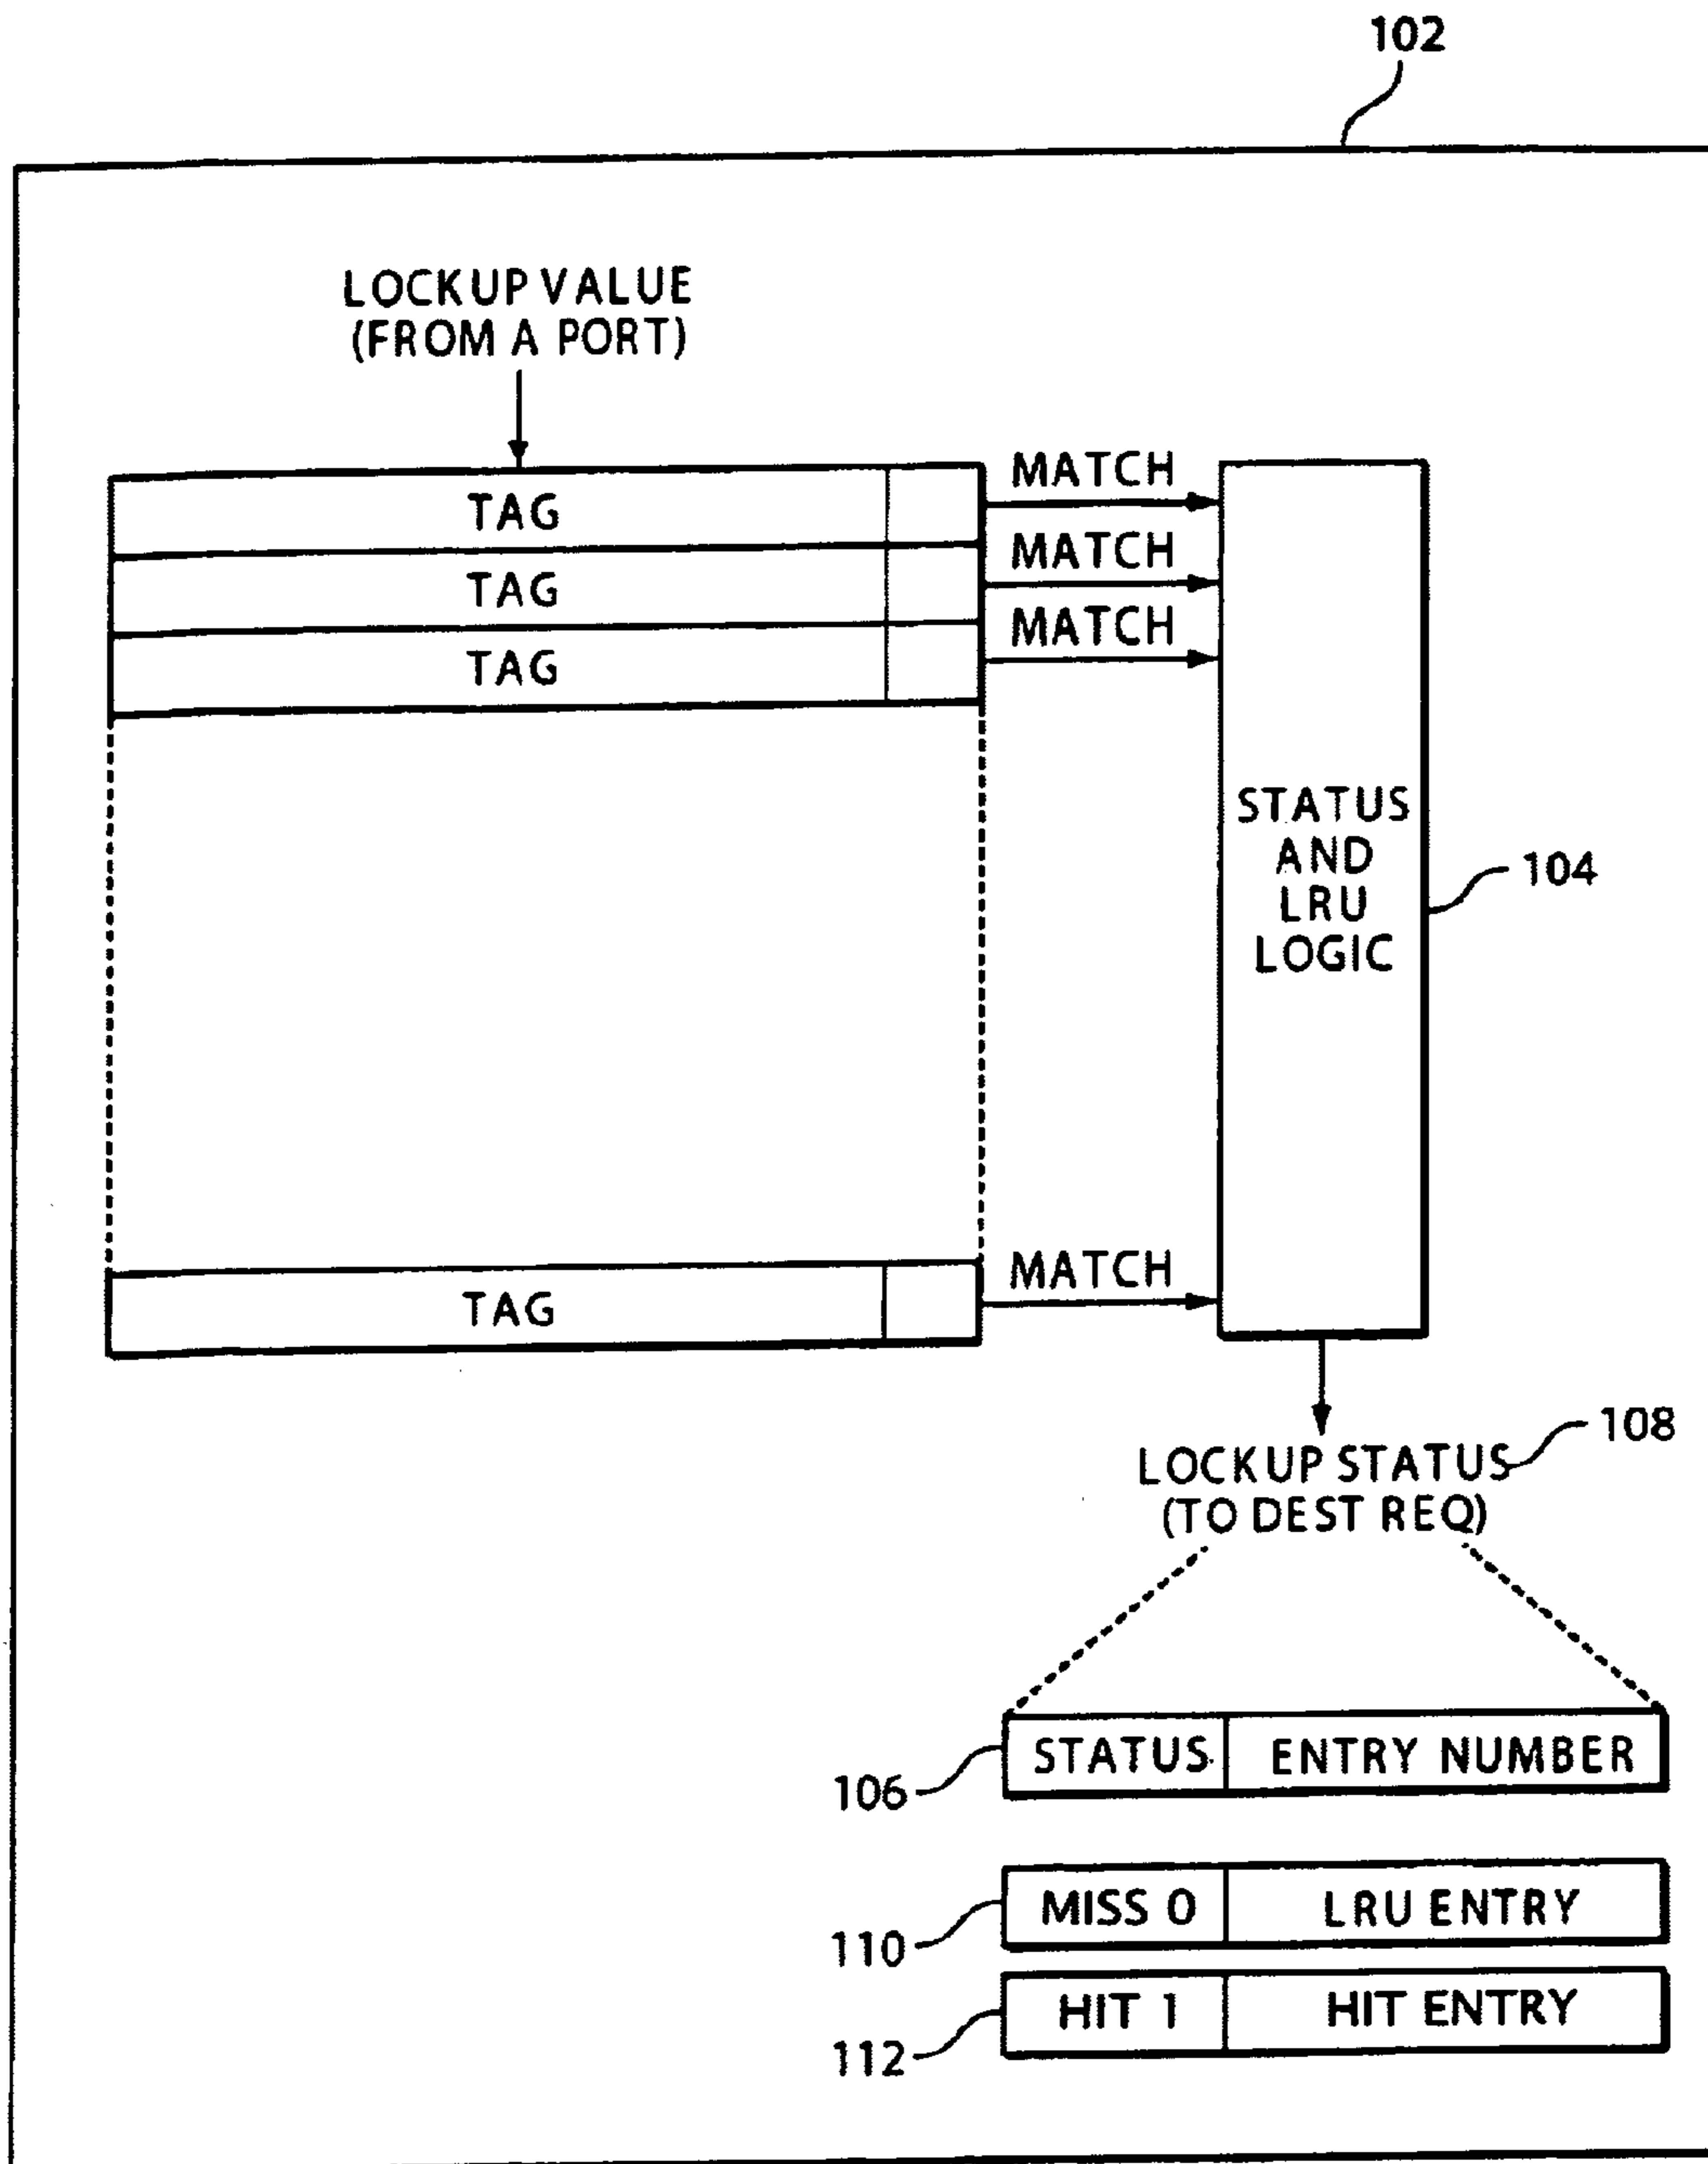 102
LOCKUP VALUE
(FROM A PORT)
TAG
MATCH
TAG
MATCH
TAG
MATCH
STATUS
AND
LRU
LOGIC
104
TAG
MATCH
108
LOCKUP STATUS
(TO DEST REQ)
STATUS ENTRY NUMBER
106
MISS 0 LRU ENTRY
110
HIT 1 HIT ENTRY
112